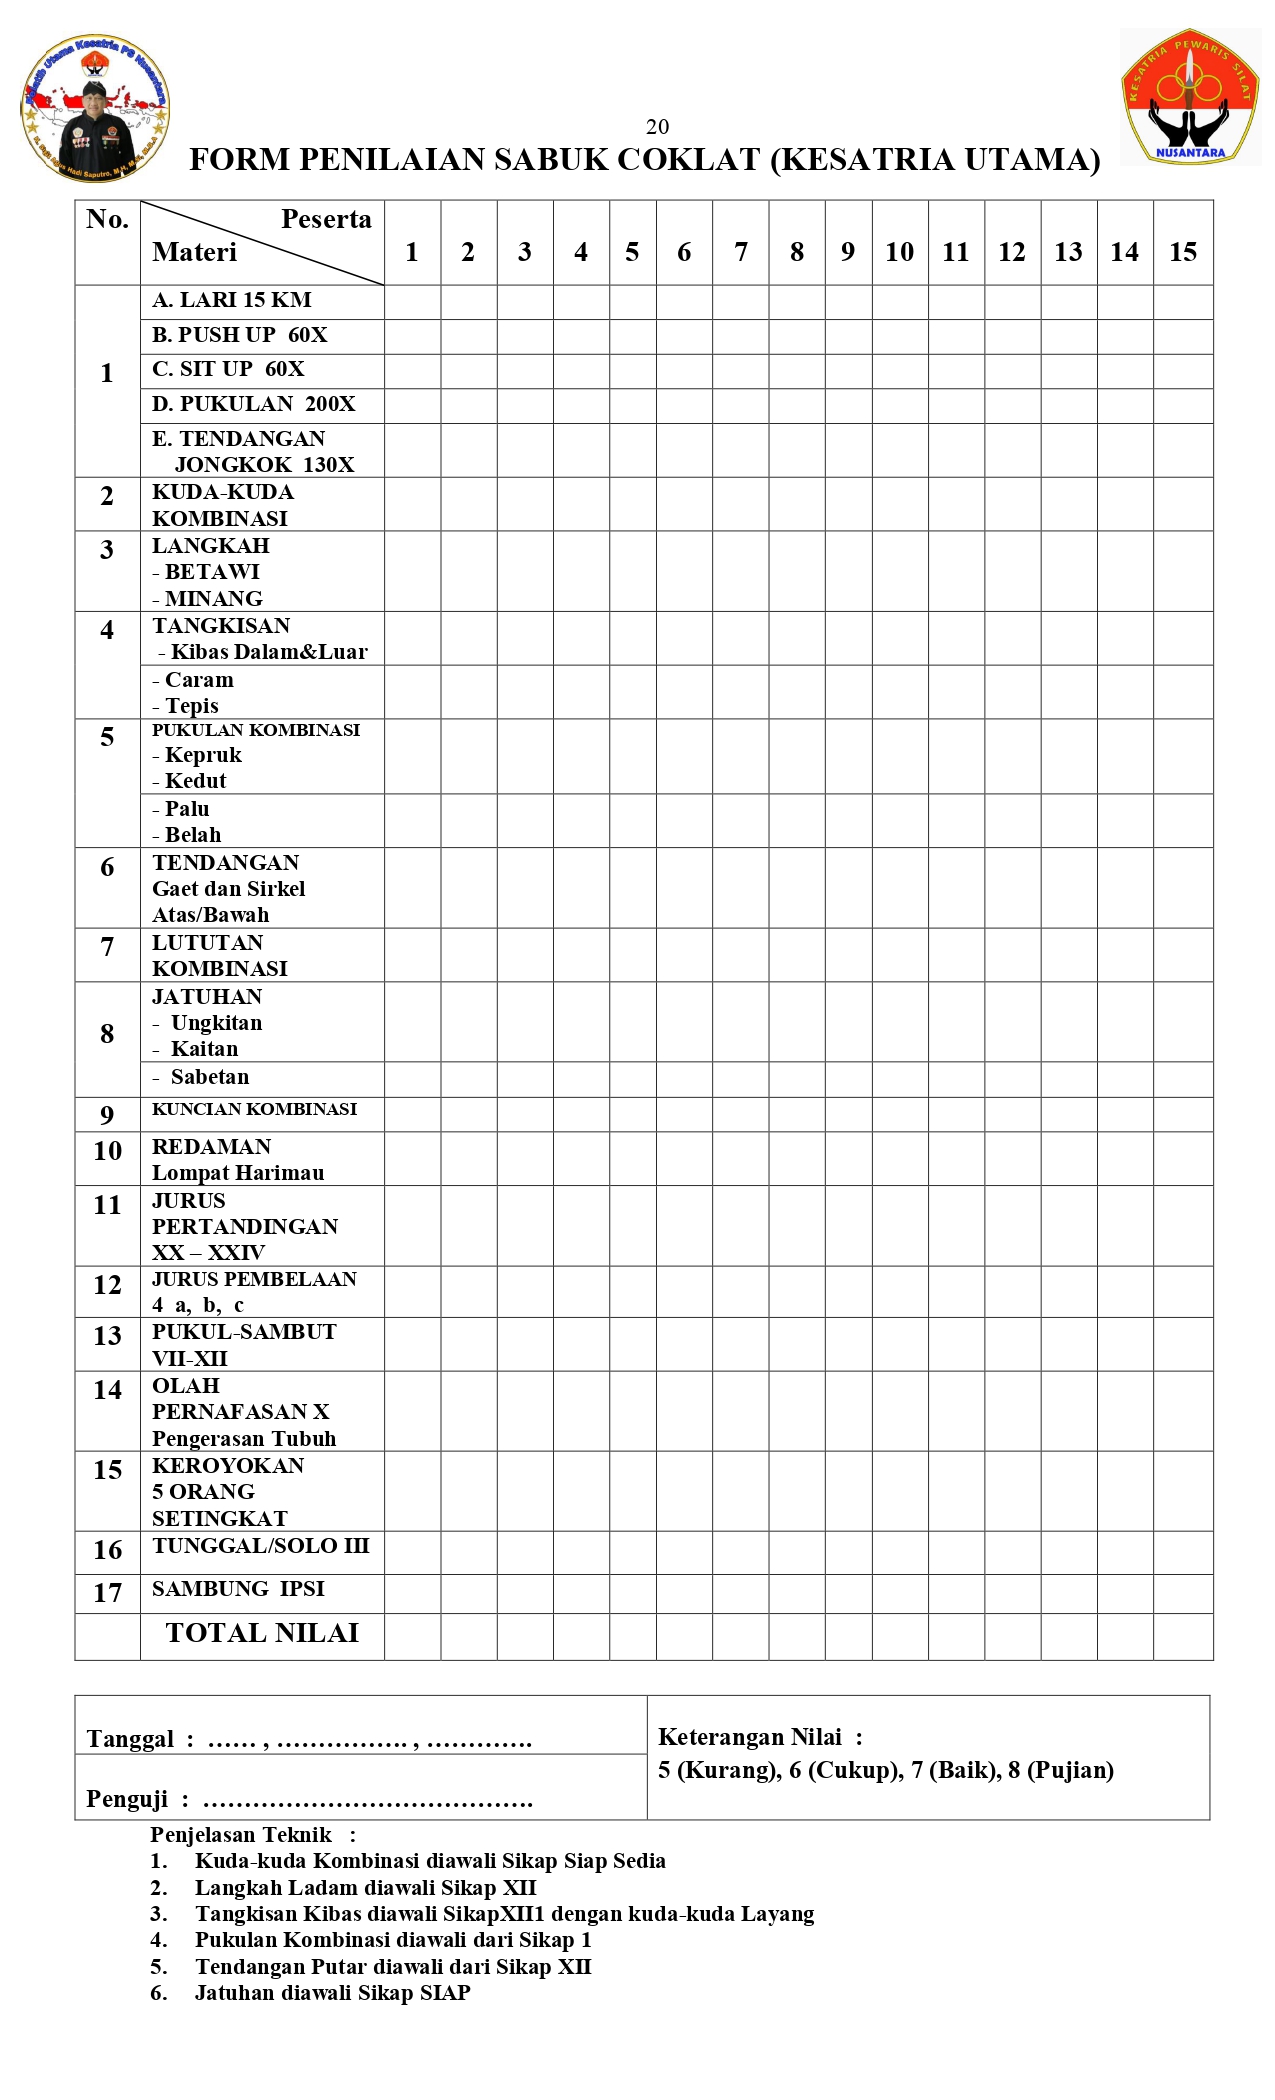 Pelatih Utama Kesatria PS Nusantara
KESATRIA PEWARIS SILAT
NUSANTARA
20
FORM PENILAIAN SABUK COKLAT (KESATRIA UTAMA)
No. Peserta
Materi 1 2 3 4 5 6 7 8 9 10 11 12 13 14 15
1
A. LARI 15 KM
B. PUSH UP 60X
C. SIT UP 60X
D. PUKULAN 200X
E. TENDANGAN
JONGKOK 130X
2 KUDA-KUDA
KOMBINASI
3 LANGKAH
- BETAWI
- MINANG
4 TANGKISAN
- Kibas Dalam&Luar
- Caram
- Tepis
5 PUKULAN KOMBINASI
- Kepruk
- Kedut
- Palu
- Belah
6 TENDANGAN
Gaet dan Sirkel
Atas/Bawah
7 LUTUTAN
KOMBINASI
8 JATUHAN
- Ungkitan
- Kaitan
- Sabetan
9 KUNCIAN KOMBINASI
10 REDAMAN
Lompat Harimau
11 JURUS
PERTANDINGAN
XX – XXIV
12 JURUS PEMBELAAN
4 a, b, c
13 PUKUL-SAMBUT
VII-XII
14 OLAH
PERNAFASAN X
Pengerasan Tubuh
15 KEROYOKAN
5 ORANG
SETINGKAT
16 TUNGGAL/SOLO III
17 SAMBUNG IPSI
TOTAL NILAI
Tanggal : …… , ……………. , ………….
Penguji : ………………………………….
Keterangan Nilai :
5 (Kurang), 6 (Cukup), 7 (Baik), 8 (Pujian)
Penjelasan Teknik :
1. Kuda-kuda Kombinasi diawali Sikap Siap Sedia
2. Langkah Ladam diawali Sikap XII
3. Tangkisan Kibas diawali SikapXII1 dengan kuda-kuda Layang
4. Pukulan Kombinasi diawali dari Sikap 1
5. Tendangan Putar diawali dari Sikap XII
6. Jatuhan diawali Sikap SIAP